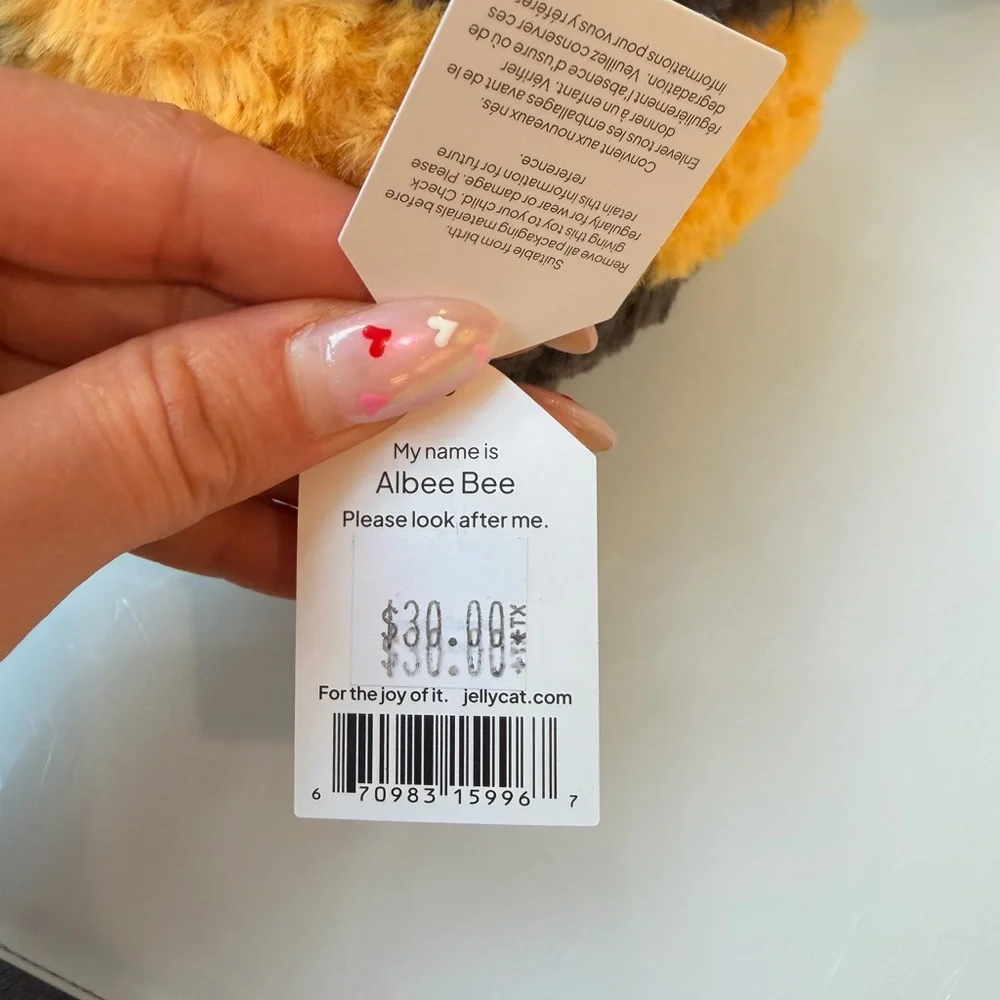 Suitable from birth.
Remove all packaging materials before
giving this toy to your child. Check
regularly for wear or damage. Please
retain this information for future
reference.
Convient aux nouveaux nés.
Enlever tous les emballages avant de le
donner à un enfant. Vérifier
régulièrement l'absence d'usure où de
dégradation. Veuillez conserver ces
informations pour vous y référer
My name is
Albee Bee
Please look after me.
$30.00
$30.00
For the joy of it. jellycat.com
6 70983 15996 7